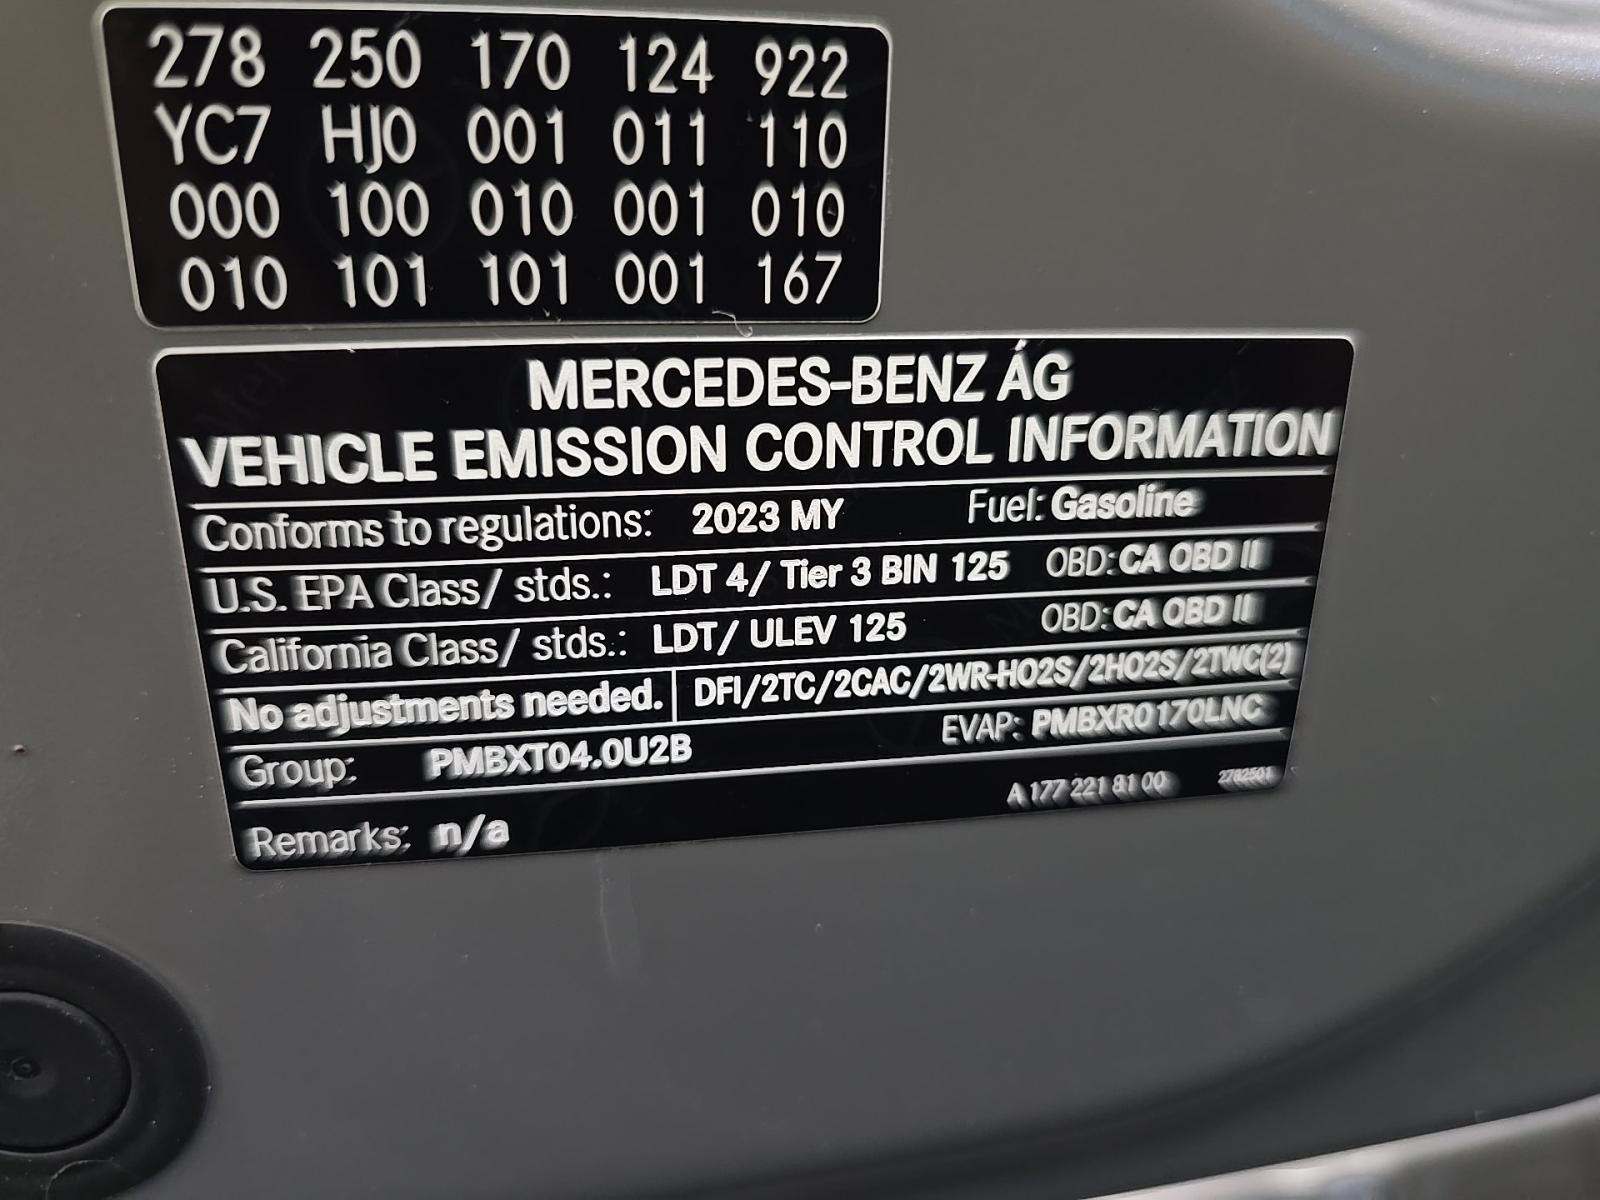 278 250 170 124 922
YC7 HJ0 001 011 110
000 100 010 001 010
010 101 101 001 167
MERCEDES-BENZ AG
VEHICLE EMISSION CONTROL INFORMATION
Conforms to regulations: 2023 MY Fuel: Gasoline
U.S. EPA Class/ stds.: LDT 4/ Tier 3 BIN 125 OBD: CA OBD II
California Class/ stds.: LDT/ ULEV 125 OBD: CA OBD II
No adjustments needed. DFI/2TC/2CAC/2WR-HO2S/2HO2S/2TWC(2)
Group: PMBXT04.0U2B EVAP: PMBXR0170LNC
Remarks: n/a A 177 221 81 00 2782501